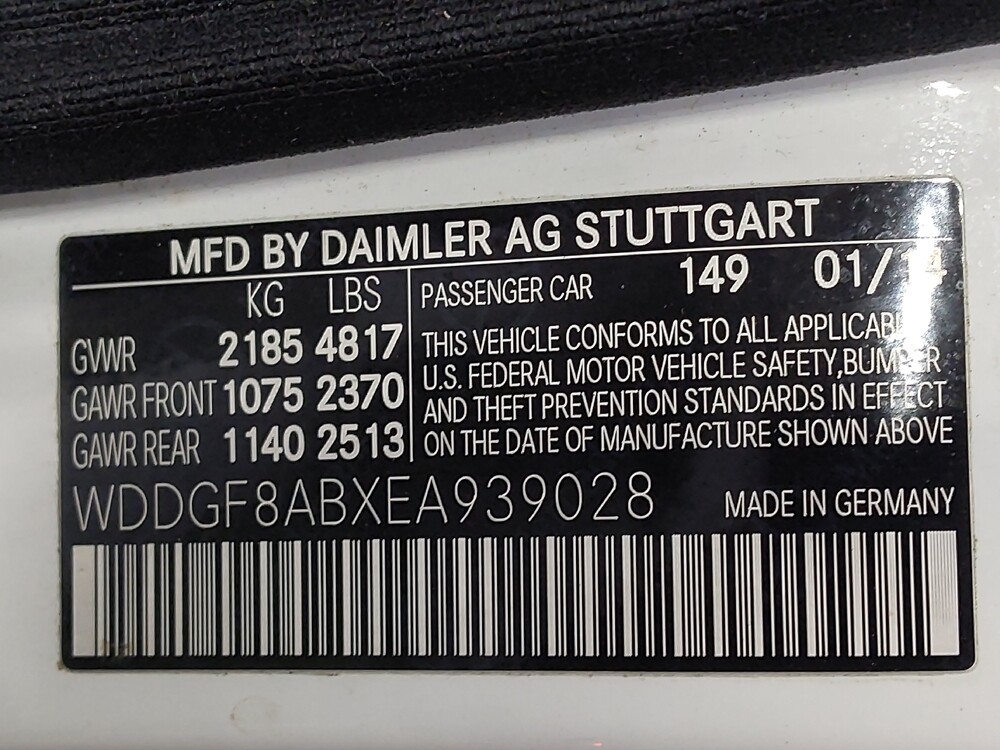 MFD BY DAIMLER AG STUTTGART
KG LBS
GVWR 2185 4817
GAWR FRONT 1075 2370
GAWR REAR 1140 2513
PASSENGER CAR 149 01/14
THIS VEHICLE CONFORMS TO ALL APPLICABLE
U.S. FEDERAL MOTOR VEHICLE SAFETY,BUMPER
AND THEFT PREVENTION STANDARDS IN EFFECT
ON THE DATE OF MANUFACTURE SHOWN ABOVE
WDDGF8ABXEA939028 MADE IN GERMANY